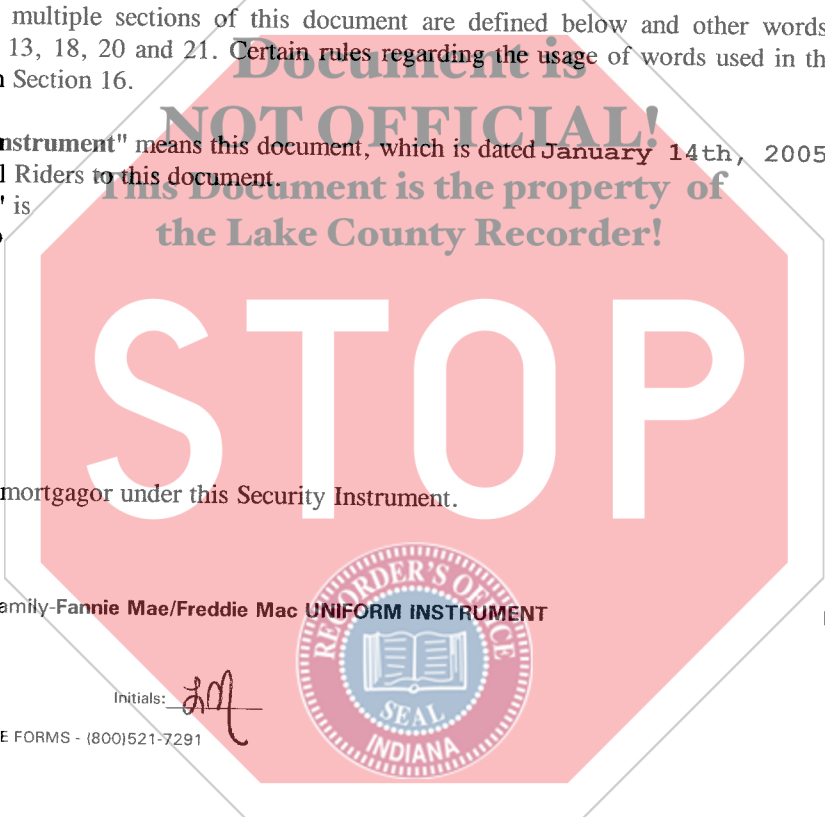 multiple sections of this document are defined below and other words
13, 18, 20 and 21. Certain rules regarding the usage of words used in th
Section 16.
Document is
NOT OFFICIAL!
nstrument" means this document, which is dated January 14th, 2005
l Riders to this document.
This Document is the property of
" is
the Lake County Recorder!
STOP
mortgagor under this Security Instrument.
amily-Fannie Mae/Freddie Mac UNIFORM INSTRUMENT
RECORDER'S OFFICE
SEAL
INDIANA
Initials: LM
E FORMS - (800)521-7291